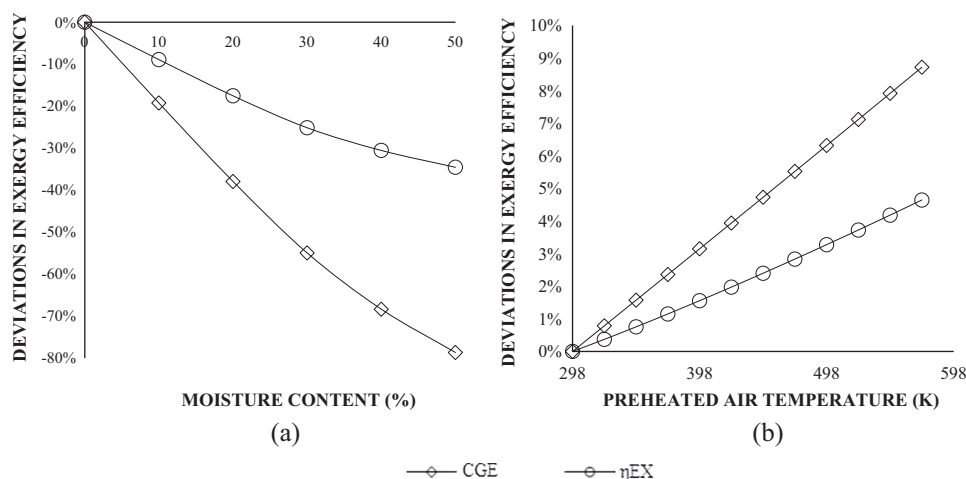 DEVIATIONS IN EXERGY EFFICIENCY
0%
-10%
-20%
-30%
-40%
-50%
-60%
-70%
-80%
0 10 20 30 40 50
MOISTURE CONTENT (%)
(a)
DEVIATIONS IN EXERGY EFFICIENCY
10%
9%
8%
7%
6%
5%
4%
3%
2%
1%
0%
298 398 498 598
PREHEATED AIR TEMPERATURE (K)
(b)
CGE ηEX